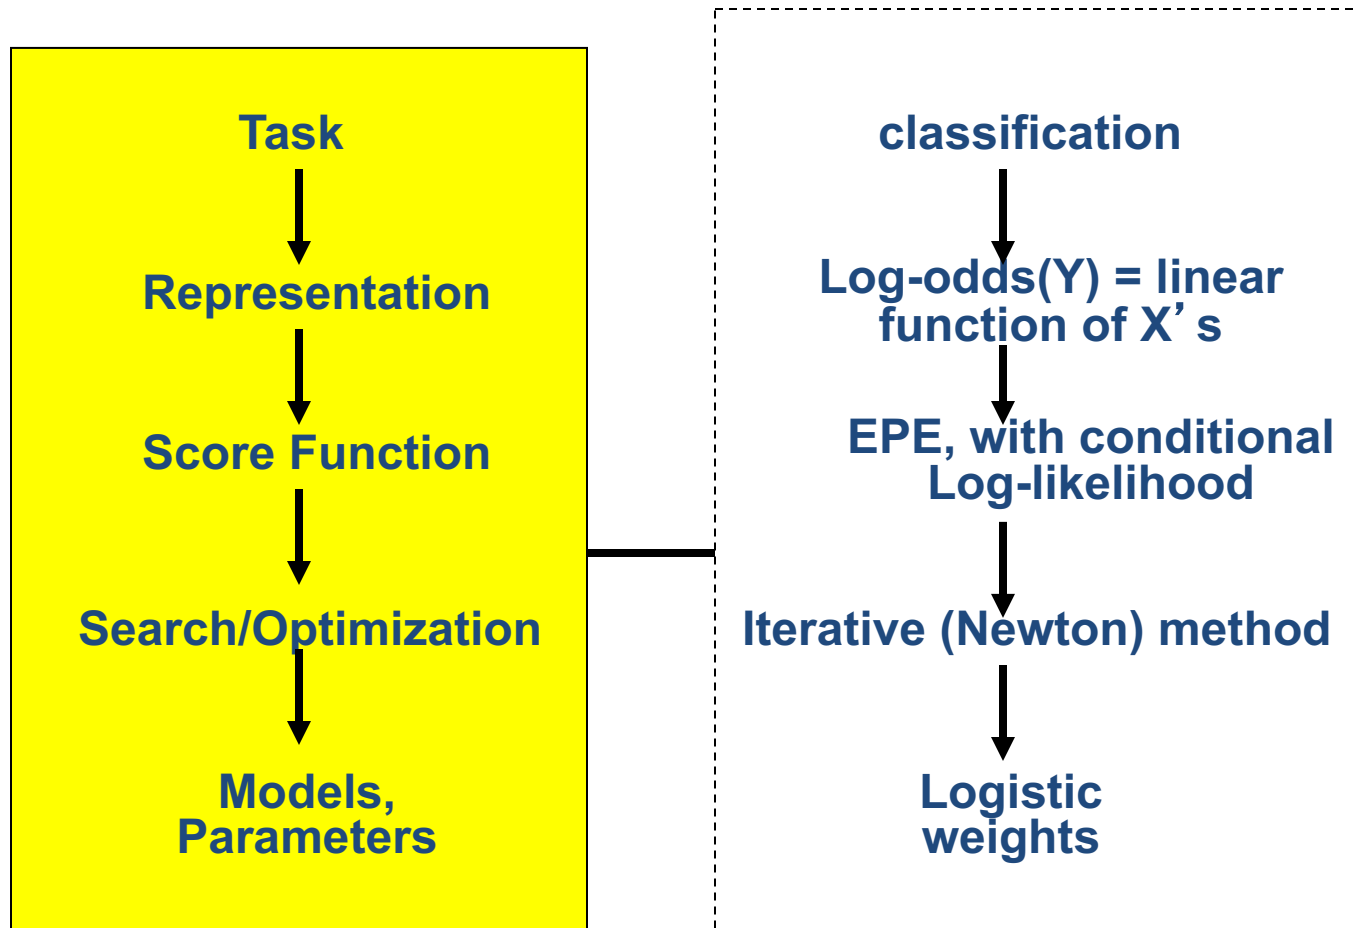 Task
Representation
Score Function
Search/Optimization
Models,
Parameters
classification
Log-odds(Y) = linear
function of X’ s
EPE, with conditional
Log-likelihood
Iterative (Newton) method
Logistic
weights